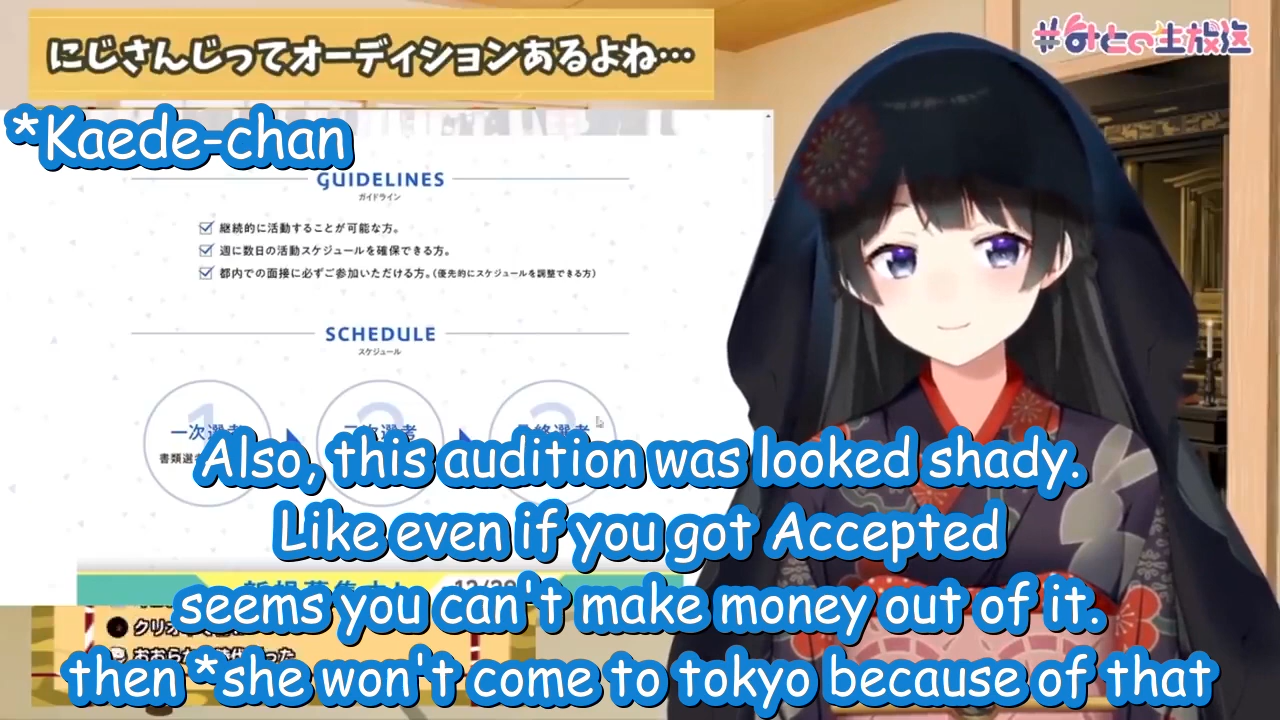 にじさんじってオーディションあるよね…
#みとの生放送
*Kaede-chan
GUIDELINES
ガイドライン
継続的に活動することが可能な方。
週に数日の活動スケジュールを確保できる方。
都内での面接に必ずご参加いただける方。(優先的にスケジュールを調整できる方)
SCHEDULE
スケジュール
1
一次選考
書類選
Also, this audition was looked shady.
Like even if you got Accepted
seems you can't make money out of it.
then *she won't come to tokyo because of that